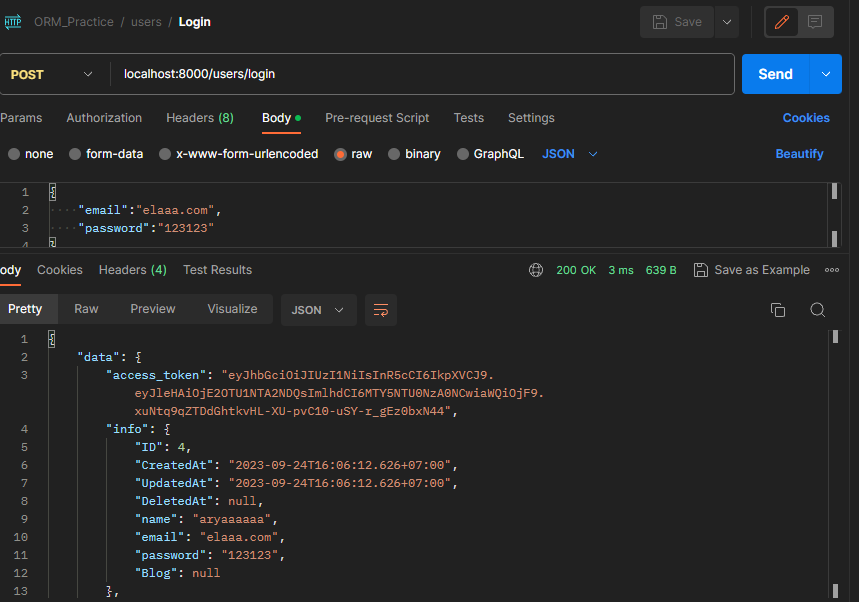 HTTP ORM_Practice / users / Login Save
POST localhost:8000/users/login Send
Params Authorization Headers (8) Body Pre-request Script Tests Settings Cookies
none form-data x-www-form-urlencoded raw binary GraphQL JSON Beautify
1 {
2 "email":"elaaa.com",
3 "password":"123123"
4 }
ody Cookies Headers (4) Test Results 200 OK 3 ms 639 B Save as Example
Pretty Raw Preview Visualize JSON
1 {
2 "data": {
3 "access_token": "eyJhbGciOiJIUzI1NiIsInR5cCI6IkpXVCJ9.
eyJleHAiOjE2OTU1NTA2NDQsImlhdCI6MTY5NTU0NzA0NCwiaWQiOjF9.
xuNtq9qZTDdGhtkvHL-XU-pvC10-uSY-r_gEz0bxN44",
4 "info": {
5 "ID": 4,
6 "CreatedAt": "2023-09-24T16:06:12.626+07:00",
7 "UpdatedAt": "2023-09-24T16:06:12.626+07:00",
8 "DeletedAt": null,
9 "name": "aryaaaaaa",
10 "email": "elaaa.com",
11 "password": "123123",
12 "Blog": null
13 },